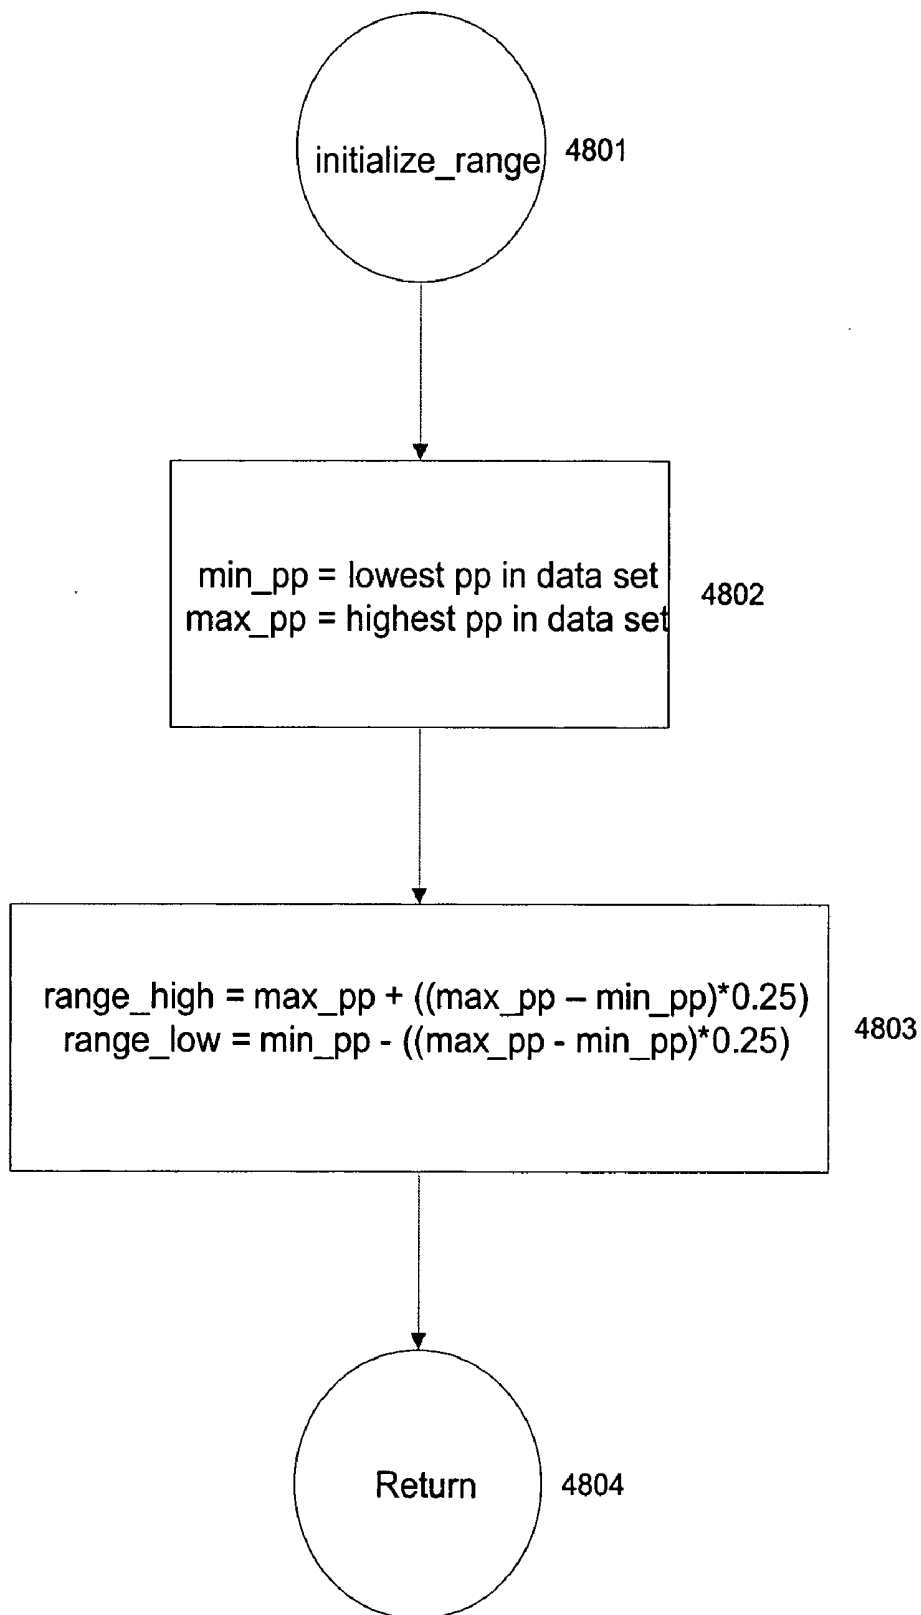 initialize_range
4801
min_pp = lowest pp in data set
max_pp = highest pp in data set
4802
range_high = max_pp + ((max_pp – min_pp)*0.25)
range_low = min_pp - ((max_pp - min_pp)*0.25)
4803
Return
4804